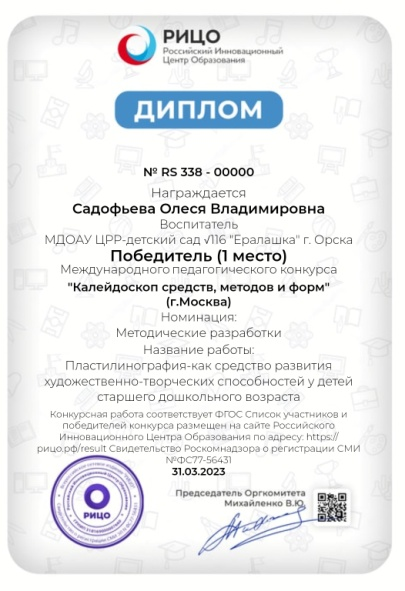 РИЦО
Российский Инновационный
Центр Образования
ДИПЛОМ
№ RS 338 - 00000
Награждается
Садофьева Олеся Владимировна
Воспитатель
МДОАУ ЦРР-детский сад √116 "Ералашка" г. Орска
Победитель (1 место)
Международного педагогического конкурса
"Калейдоскоп средств, методов и форм"
(г.Москва)
Номинация:
Методические разработки
Название работы:
Пластилинография-как средство развития
художественно-творческих способностей у детей
старшего дошкольного возраста
Конкурсная работа соответствует ФГОС Список участников и
победителей конкурса размещен на сайте Российского
Инновационного Центра Образования по адресу: https://
рицо.рф/result Свидетельство Роскомнадзора о регистрации СМИ
№ФС77-56431
31.03.2023
Председатель Оргкомитета
Михайленко В.Ю.
РИЦО